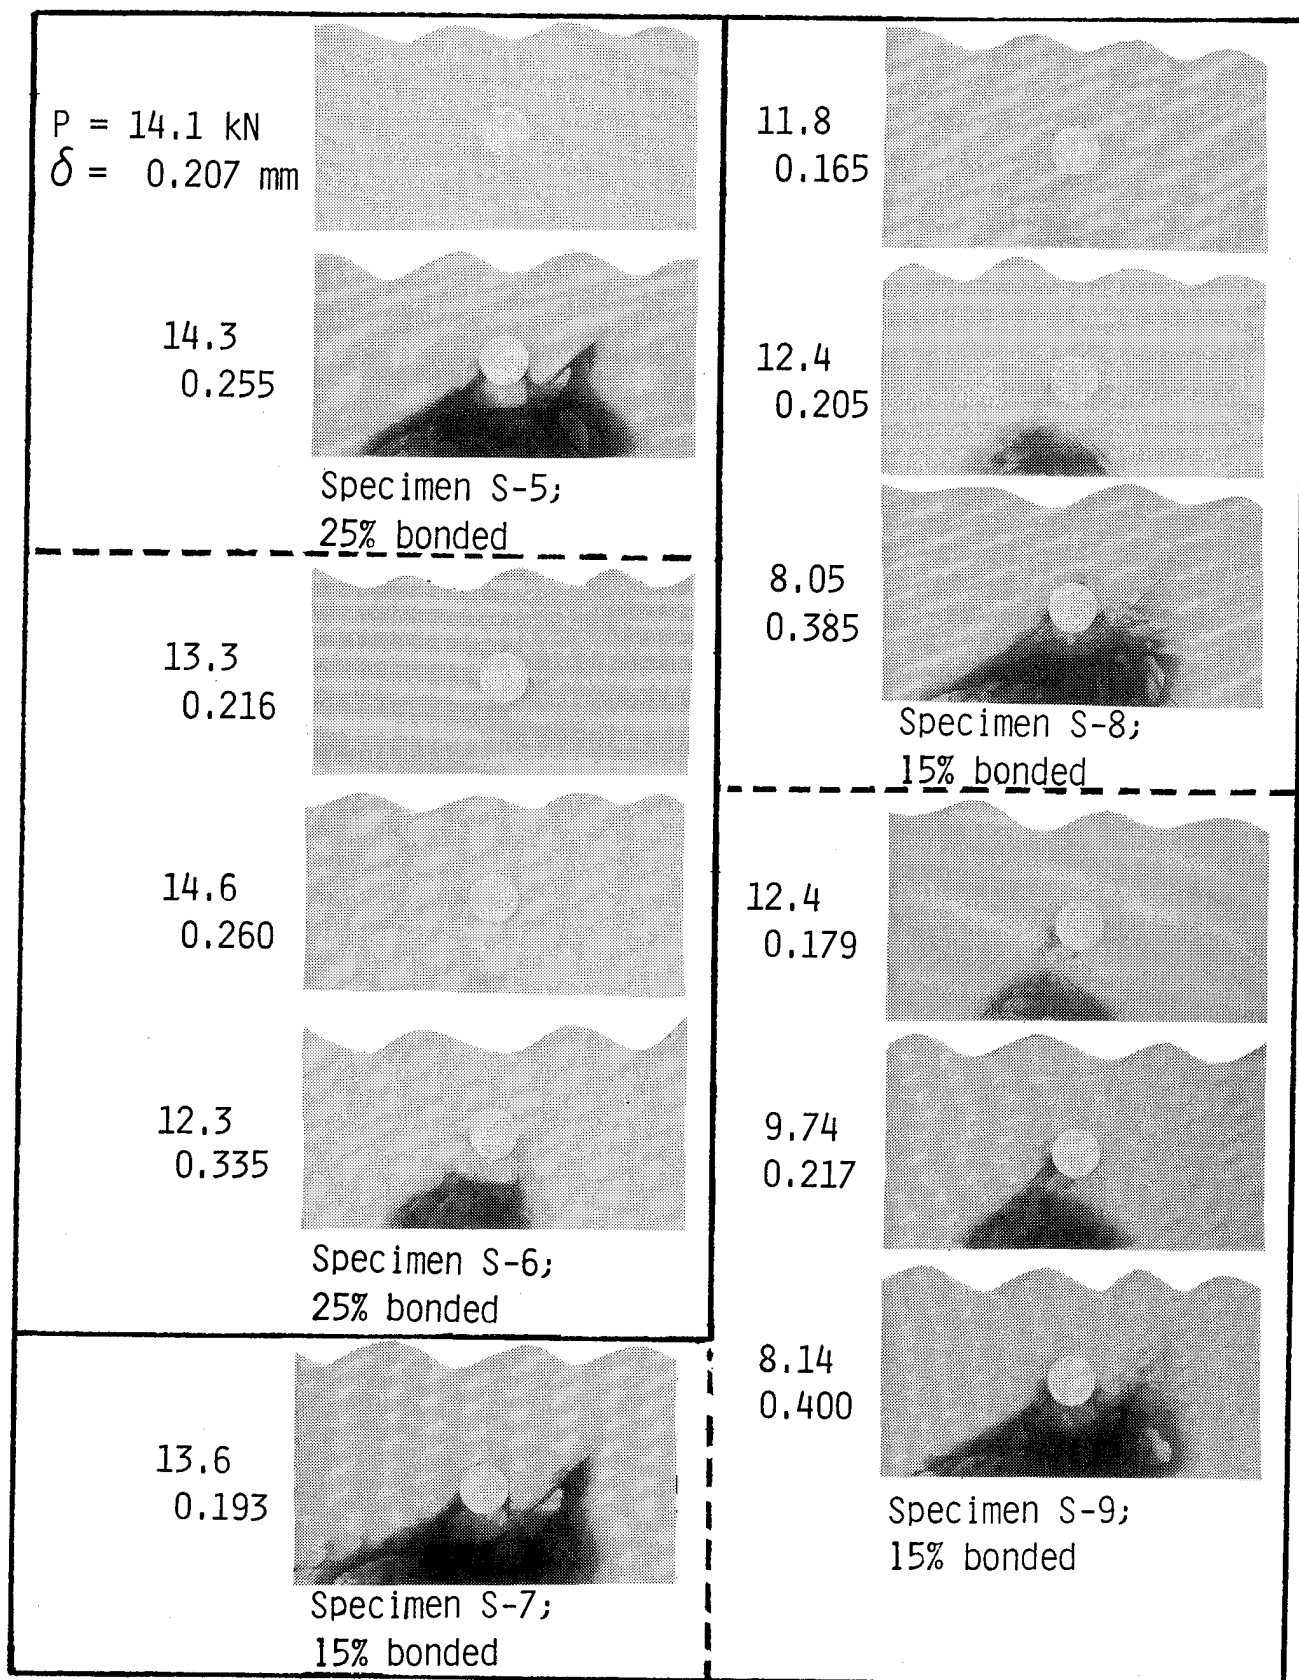 P = 14.1 kN
δ = 0.207 mm
14.3
0.255
Specimen S-5;
25% bonded
13.3
0.216
14.6
0.260
12.3
0.335
Specimen S-6;
25% bonded
13.6
0.193
Specimen S-7;
15% bonded
11.8
0.165
12.4
0.205
8.05
0.385
Specimen S-8;
15% bonded
12.4
0.179
9.74
0.217
8.14
0.400
Specimen S-9;
15% bonded